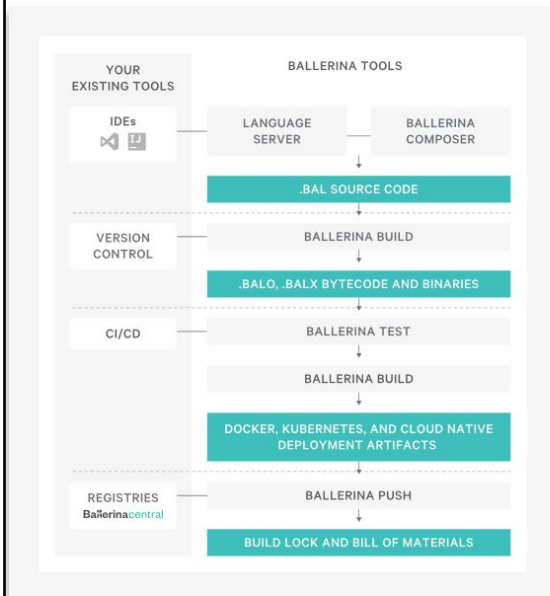 YOUR
EXISTING TOOLS
BALLERINA TOOLS
IDEs
LANGUAGE
SERVER
BALLERINA
COMPOSER
.BAL SOURCE CODE
VERSION
CONTROL
BALLERINA BUILD
.BALO, .BALX BYTECODE AND BINARIES
CI/CD
BALLERINA TEST
BALLERINA BUILD
DOCKER, KUBERNETES, AND CLOUD NATIVE
DEPLOYMENT ARTIFACTS
REGISTRIES
Ballerinacentral
BALLERINA PUSH
BUILD LOCK AND BILL OF MATERIALS